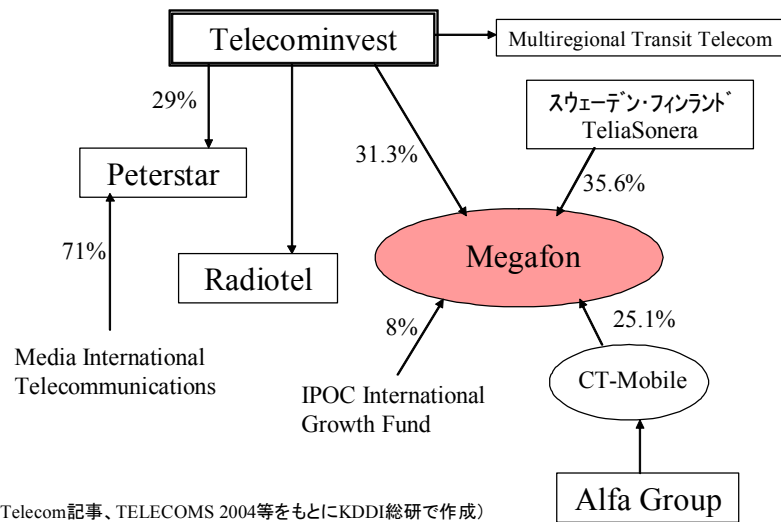 Telecominvest
Multiregional Transit Telecom
29%
スウェーデン・フィンランド
TeliaSonera
31.3%
Peterstar
35.6%
71%
Megafon
Radiotel
8%
25.1%
Media International
Telecommunications
CT-Mobile
IPOC International
Growth Fund
Alfa Group
Telecom記事、TELECOMS 2004等をもとにKDDI総研で作成）